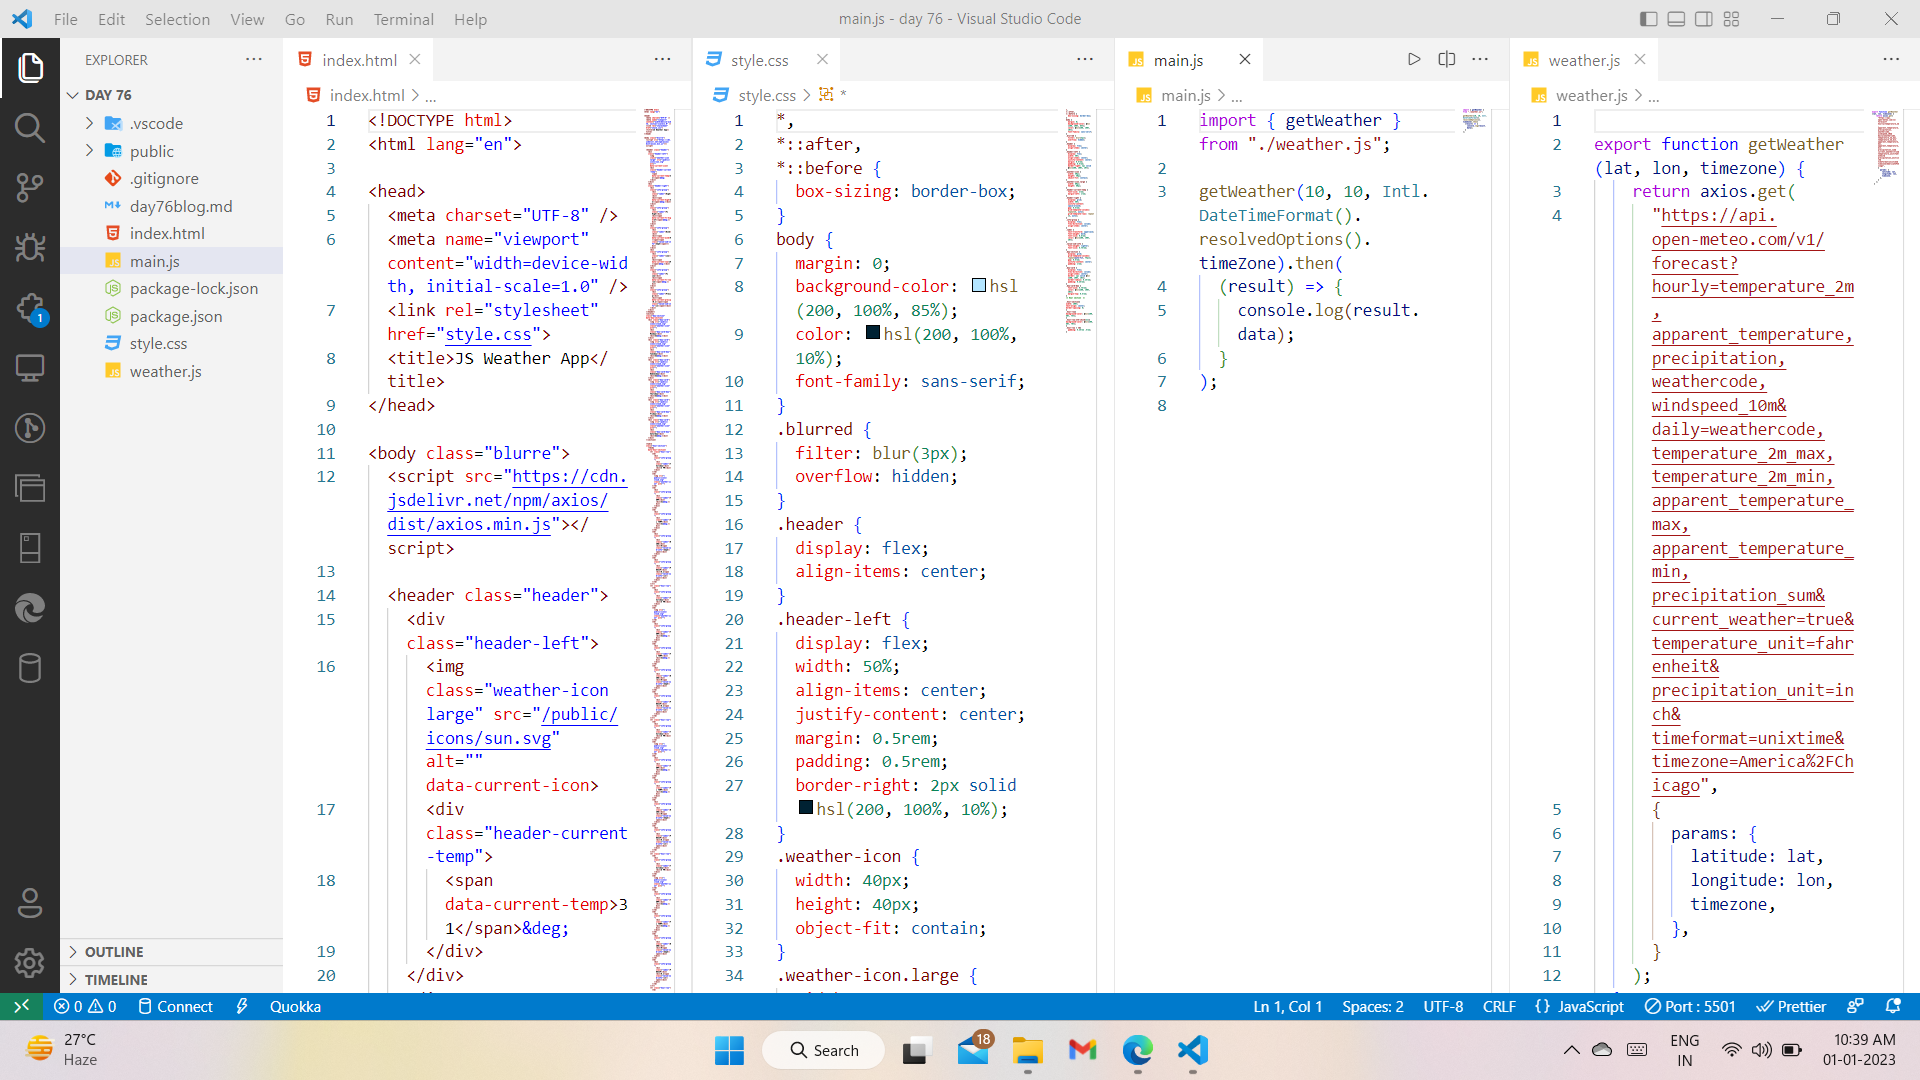 File Edit Selection View Go Run Terminal Help
main.js - day 76 - Visual Studio Code
EXPLORER
DAY 76
.vscode
public
.gitignore
day76blog.md
index.html
main.js
package-lock.json
package.json
style.css
weather.js
OUTLINE
TIMELINE
1
index.html
index.html > ...
1 <!DOCTYPE html>
2 <html lang="en">
3
4 <head>
5 <meta charset="UTF-8" />
6 <meta name="viewport"
content="width=device-wid
th, initial-scale=1.0" />
7 <link rel="stylesheet"
href="style.css">
8 <title>JS Weather App</
title>
9 </head>
10
11 <body class="blurre">
12 <script src="https://cdn.
jsdelivr.net/npm/axios/
dist/axios.min.js"></
script>
13
14 <header class="header">
15 <div
class="header-left">
16 <img
class="weather-icon
large" src="/public/
icons/sun.svg"
alt=""
data-current-icon>
17 <div
class="header-current
-temp">
18 <span
data-current-temp>3
1</span>&deg;
19 </div>
20 </div>
style.css
style.css > *
1 *,
2 *::after,
3 *::before {
4 box-sizing: border-box;
5 }
6 body {
7 margin: 0;
8 background-color: hsl
(200, 100%, 85%);
9 color: hsl(200, 100%,
10%);
10 font-family: sans-serif;
11 }
12 .blurred {
13 filter: blur(3px);
14 overflow: hidden;
15 }
16 .header {
17 display: flex;
18 align-items: center;
19 }
20 .header-left {
21 display: flex;
22 width: 50%;
23 align-items: center;
24 justify-content: center;
25 margin: 0.5rem;
26 padding: 0.5rem;
27 border-right: 2px solid
hsl(200, 100%, 10%);
28 }
29 .weather-icon {
30 width: 40px;
31 height: 40px;
32 object-fit: contain;
33 }
34 .weather-icon.large {
JS main.js
JS main.js > ...
1 import { getWeather }
from "./weather.js";
2
3 getWeather(10, 10, Intl.
DateTimeFormat().
resolvedOptions().
timeZone).then(
4 (result) => {
5 console.log(result.
data);
6 }
7 );
8
JS weather.js
JS weather.js > ...
1
2 export function getWeather
(lat, lon, timezone) {
3 return axios.get(
4 "https://api.
open-meteo.com/v1/
forecast?
hourly=temperature_2m
,
apparent_temperature,
precipitation,
weathercode,
windspeed_10m&
daily=weathercode,
temperature_2m_max,
temperature_2m_min,
apparent_temperature_
max,
apparent_temperature_
min,
precipitation_sum&
current_weather=true&
temperature_unit=fahr
enheit&
precipitation_unit=in
ch&
timeformat=unixtime&
timezone=America%2FCh
icago",
5 {
6 params: {
7 latitude: lat,
8 longitude: lon,
9 timezone,
10 },
11 }
12 );
0 0 Connect Quokka Ln 1, Col 1 Spaces: 2 UTF-8 CRLF {} JavaScript Port : 5501 Prettier
27°C
Haze
Search
18
ENG
IN
10:39 AM
01-01-2023